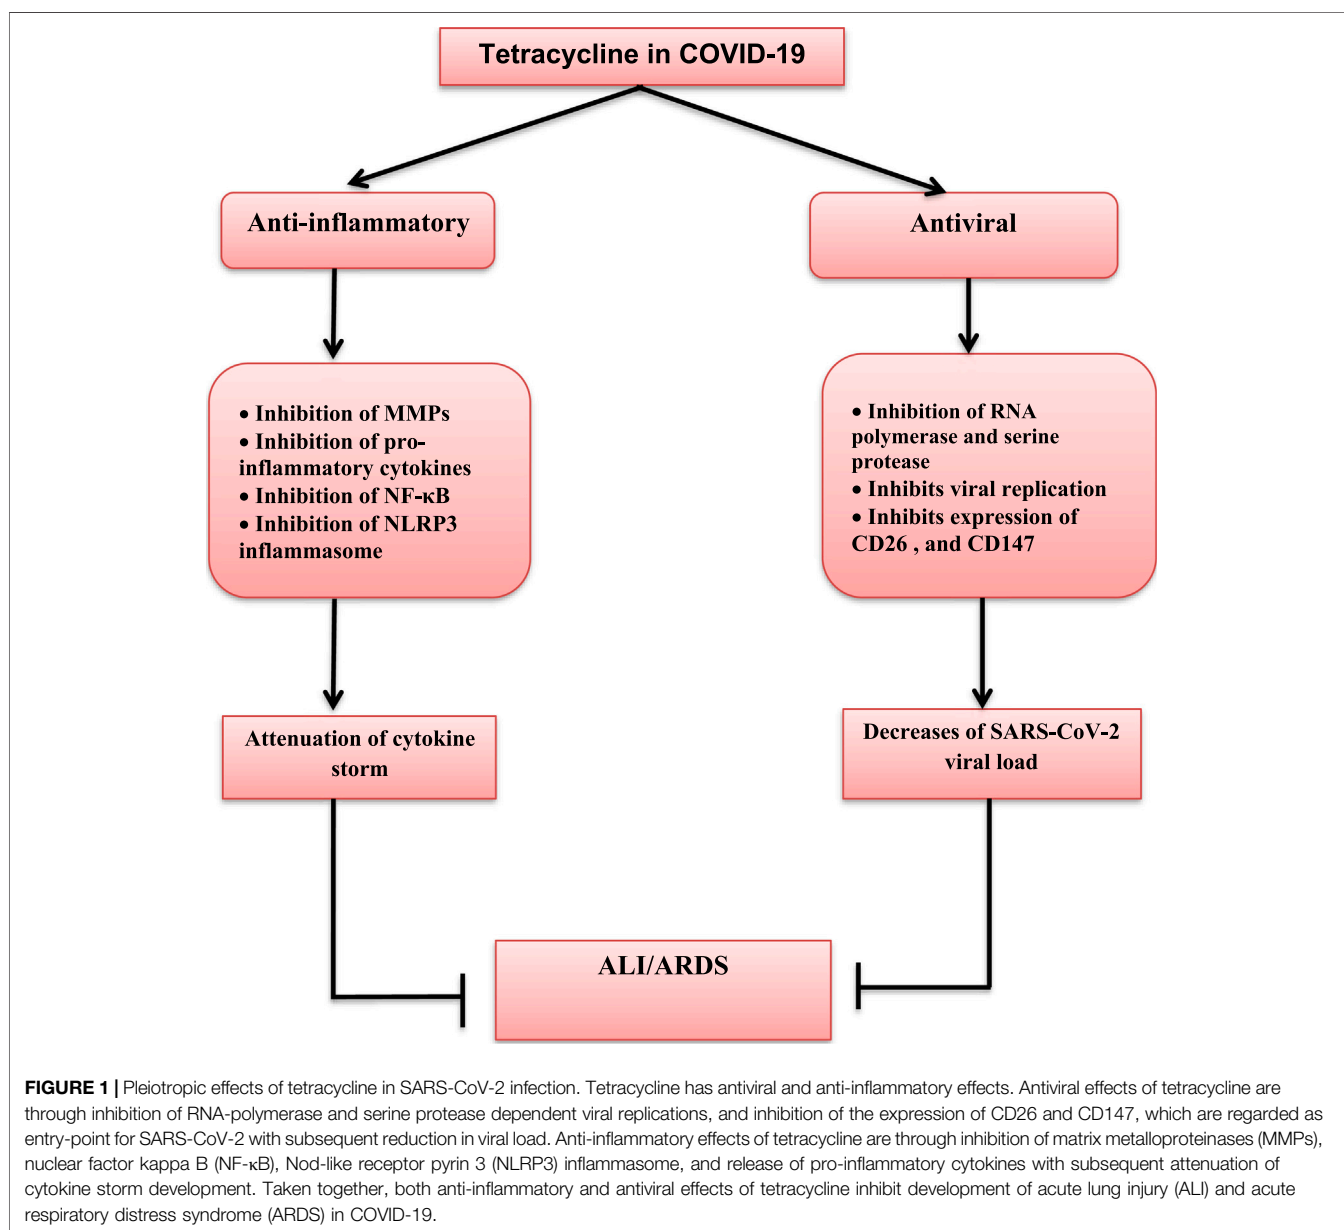 Tetracycline in COVID-19
Anti-inflammatory
Antiviral
• Inhibition of MMPs
• Inhibition of pro-
inflammatory cytokines
• Inhibition of NF-κB
• Inhibition of NLRP3
inflammasome
• Inhibition of RNA
polymerase and serine
protease
• Inhibits viral replication
• Inhibits expression of
CD26 , and CD147
Attenuation of cytokine
storm
Decreases of SARS-CoV-2
viral load
ALI/ARDS
FIGURE 1 | Pleiotropic effects of tetracycline in SARS-CoV-2 infection. Tetracycline has antiviral and anti-inflammatory effects. Antiviral effects of tetracycline are
through inhibition of RNA-polymerase and serine protease dependent viral replications, and inhibition of the expression of CD26 and CD147, which are regarded as
entry-point for SARS-CoV-2 with subsequent reduction in viral load. Anti-inflammatory effects of tetracycline are through inhibition of matrix metalloproteinases (MMPs),
nuclear factor kappa B (NF-κB), Nod-like receptor pyrin 3 (NLRP3) inflammasome, and release of pro-inflammatory cytokines with subsequent attenuation of
cytokine storm development. Taken together, both anti-inflammatory and antiviral effects of tetracycline inhibit development of acute lung injury (ALI) and acute
respiratory distress syndrome (ARDS) in COVID-19.